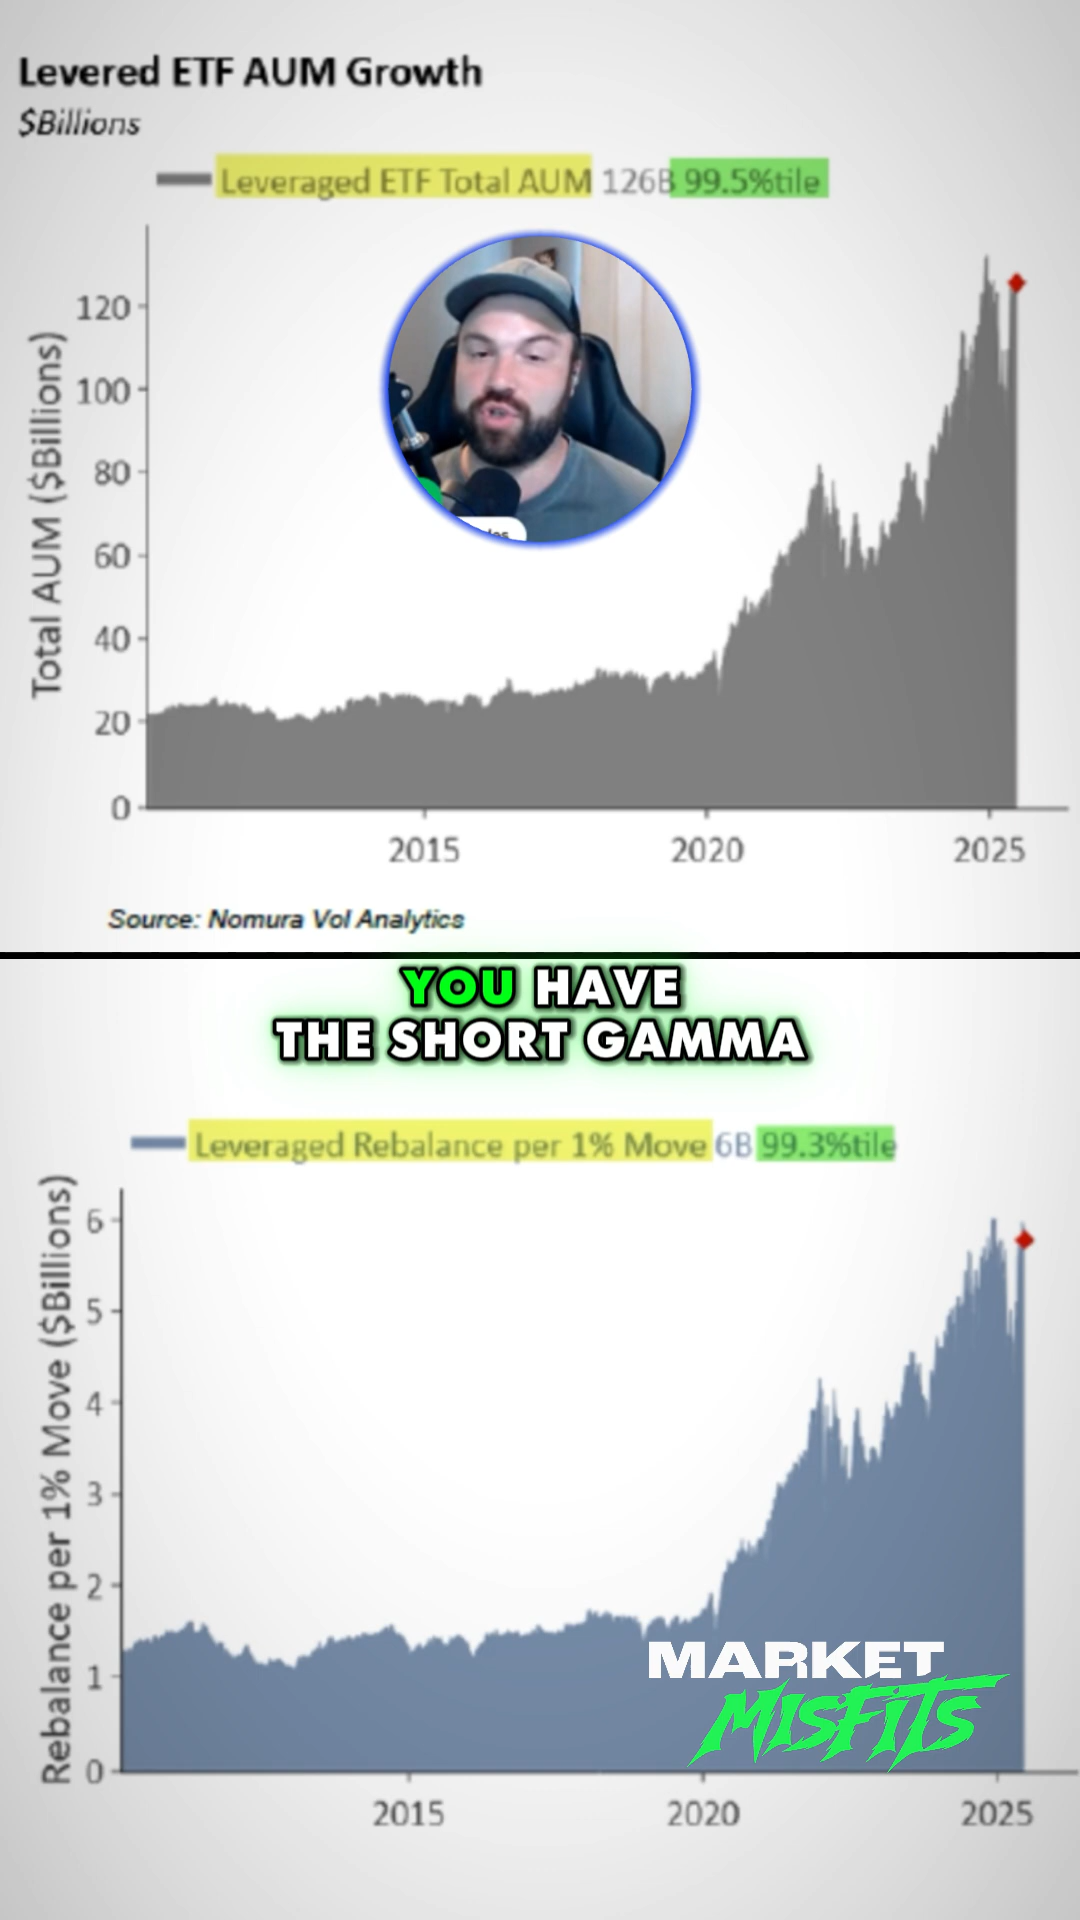 Levered ETF AUM Growth
$Billions
Leveraged ETF Total AUM 126B 99.5%tile
Total AUM ($Billions)
120
100
80
60
40
20
0
2015 2020 2025
Source: Nomura Vol Analytics
YOU HAVE
THE SHORT GAMMA
Leveraged Rebalance per 1% Move 6B 99.3%tile
Rebalance per 1% Move ($Billions)
6
5
4
3
2
1
0
2015 2020 2025
MARKET
MISFITS